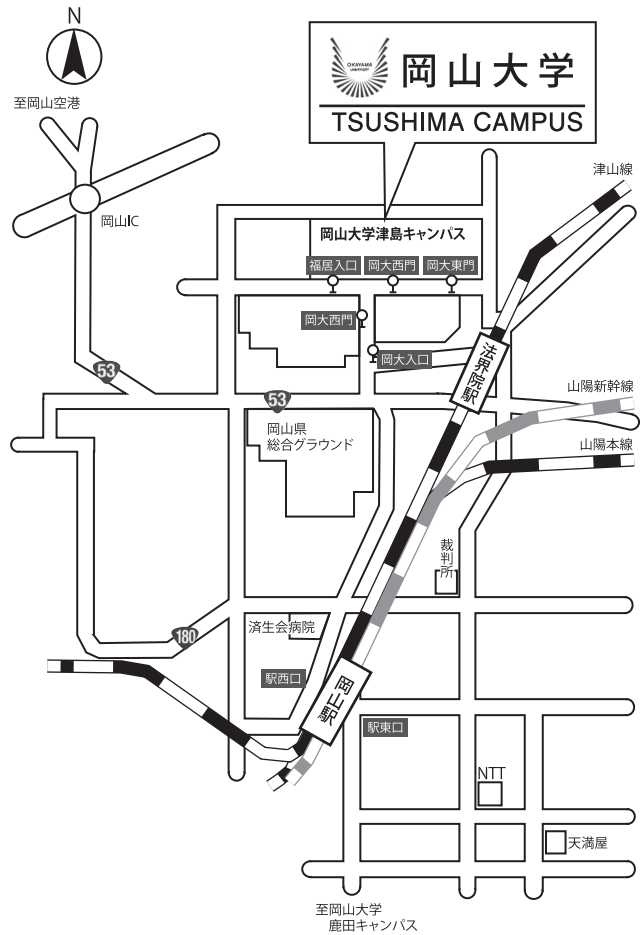 N
OKAYAMA
UNIVERSITY
岡山大学
TSUSHIMA CAMPUS
至岡山空港
津山線
岡山IC
岡山大学津島キャンパス
福居入口
岡大西門
岡大東門
岡大西門
岡大入口
法界院駅
53
山陽新幹線
53
岡山県
総合グラウンド
山陽本線
裁判所
180
済生会病院
駅西口
岡山駅
駅東口
NTT
天満屋
至岡山大学
鹿田キャンパス